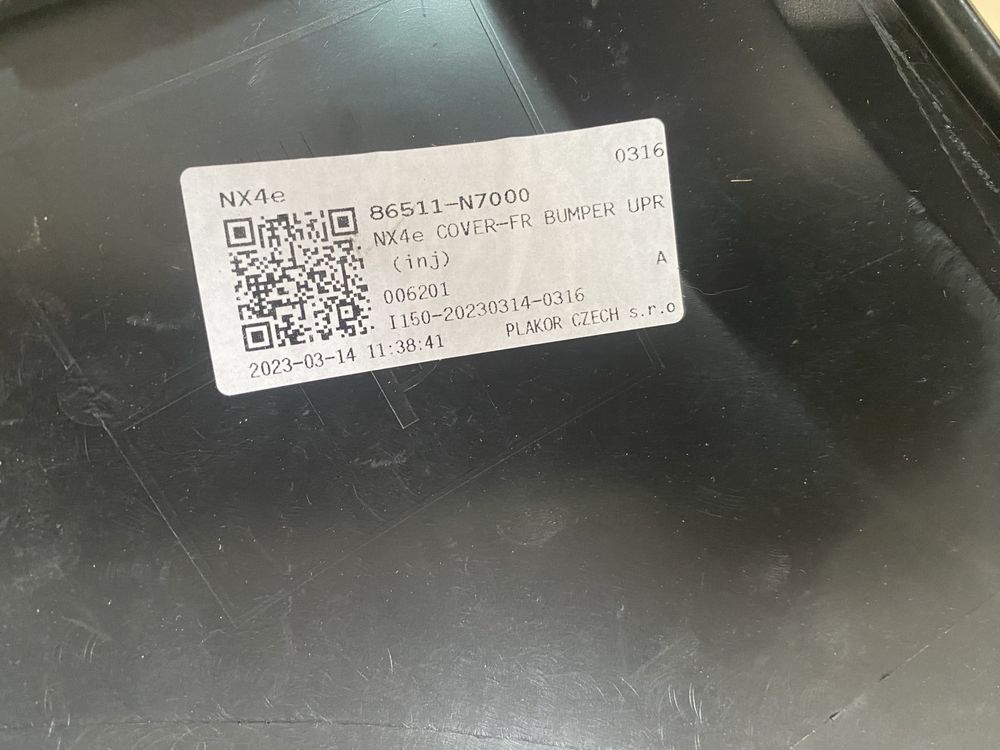 0316
NX4e
86511-N7000
NX4e COVER-FR BUMPER UPR
(inj)
A
006201
I150-20230314-0316
2023-03-14 11:38:41
PLAKOR CZECH s.r.o